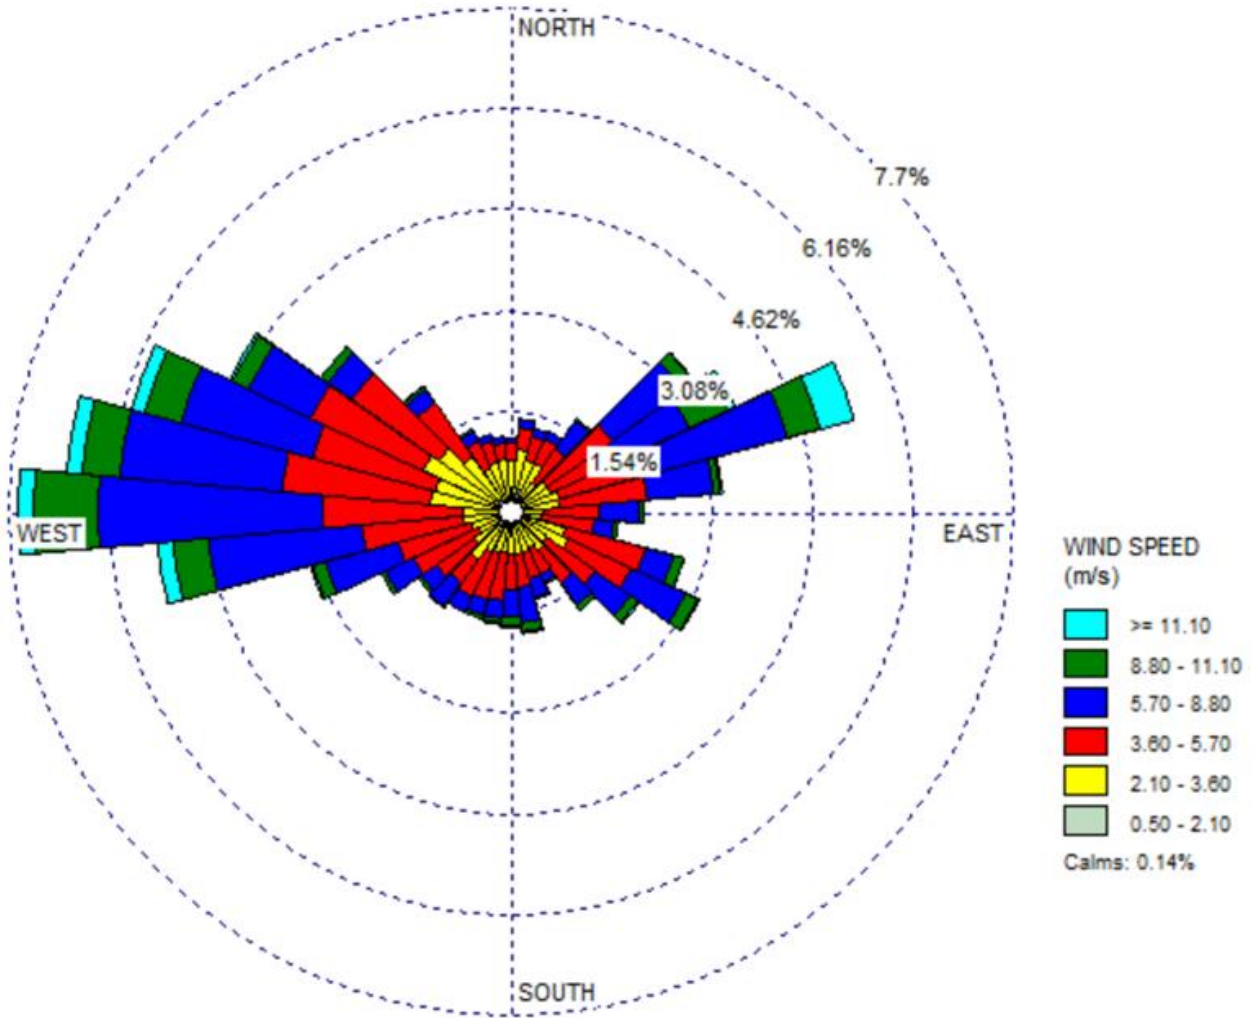 NORTH
7.7%
6.16%
4.62%
3.08%
1.54%
WEST
EAST
SOUTH
WIND SPEED
(m/s)
>= 11.10
8.80 - 11.10
5.70 - 8.80
3.60 - 5.70
2.10 - 3.60
0.50 - 2.10
Calms: 0.14%